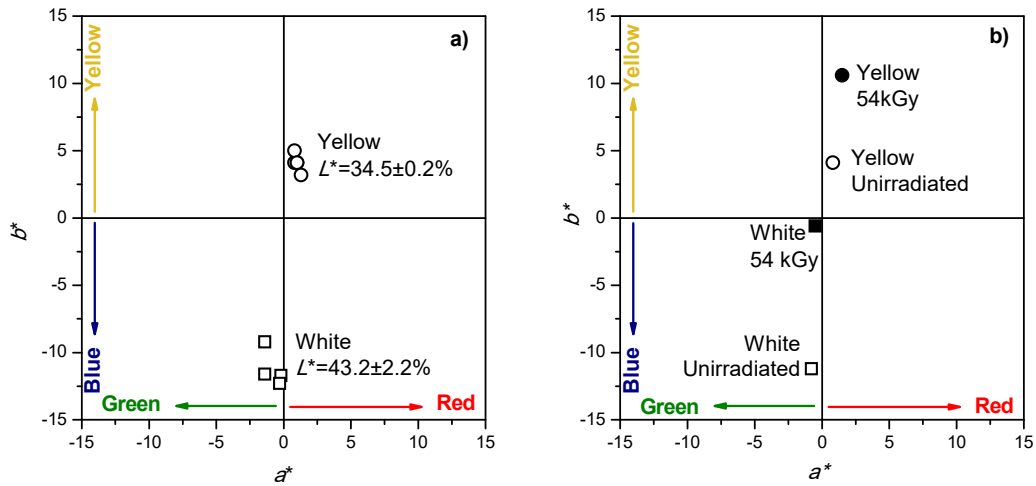 a)
15
10
5
0
-5
-10
-15
-15
-10
-5
0
5
10
15
b*
a*
Yellow
Blue
Green
Red
Yellow
L*=34.5±0.2%
White
L*=43.2±2.2%
b)
15
10
5
0
-5
-10
-15
-15
-10
-5
0
5
10
15
b*
a*
Yellow
Blue
Green
Red
Yellow
54kGy
Yellow
Unirradiated
White
54 kGy
White
Unirradiated